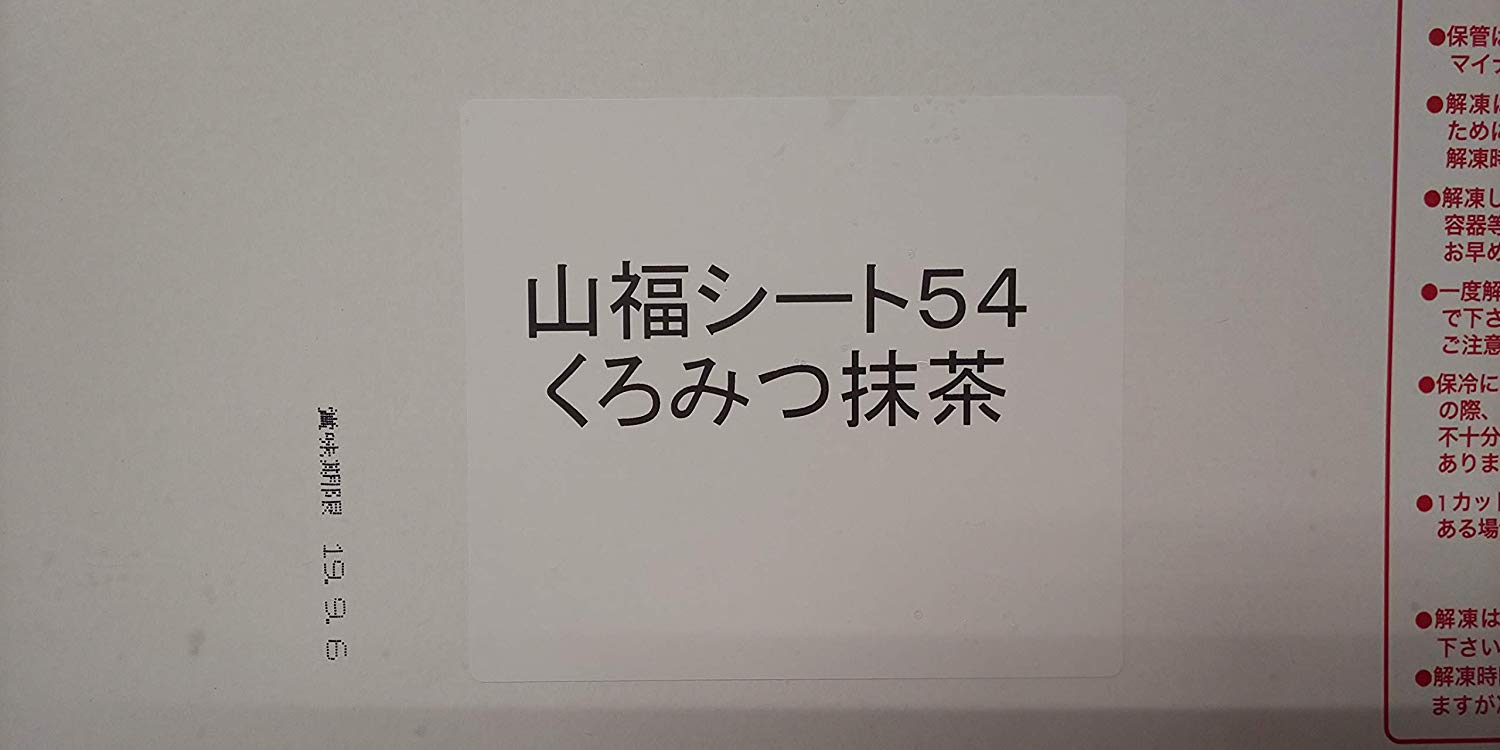 山福シート54
くろみつ抹茶
賞味期限 19.9.6
●保管は
マイナ
●解凍は
ために
解凍時
●解凍し
容器等
お早め
●一度解
で下さ
ご注意
●保冷に
の際、
不十分
ありま
●1カット
ある場
●解凍は
下さい
●解凍時
ますが